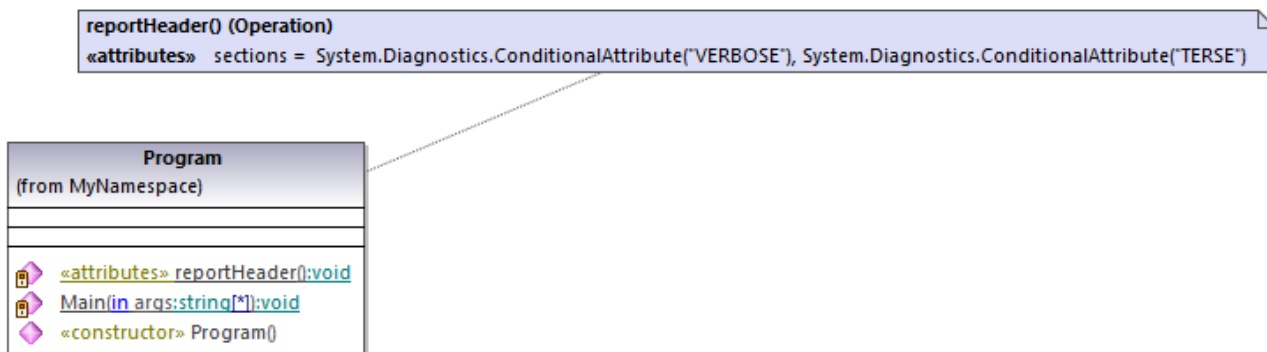 reportHeader() (Operation)
«attributes» sections = System.Diagnostics.ConditionalAttribute("VERBOSE"), System.Diagnostics.ConditionalAttribute("TERSE")
Program
(from MyNamespace)
«attributes» reportHeader():void
Main(in args:string[*]):void
«constructor» Program()